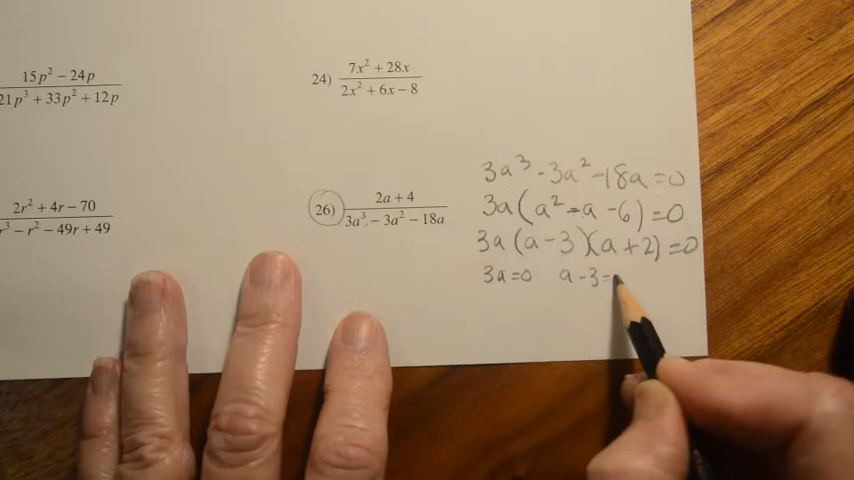 15p² − 24p
21p³ + 33p² + 12p
24) 7x² + 28x
2x² + 6x − 8
2r² + 4r − 70
r³ − r² − 49r + 49
26) 2a + 4
3a³ − 3a² − 18a
3a³ - 3a² - 18a = 0
3a(a² - a - 6) = 0
3a(a - 3)(a + 2) = 0
3a = 0 a - 3 =